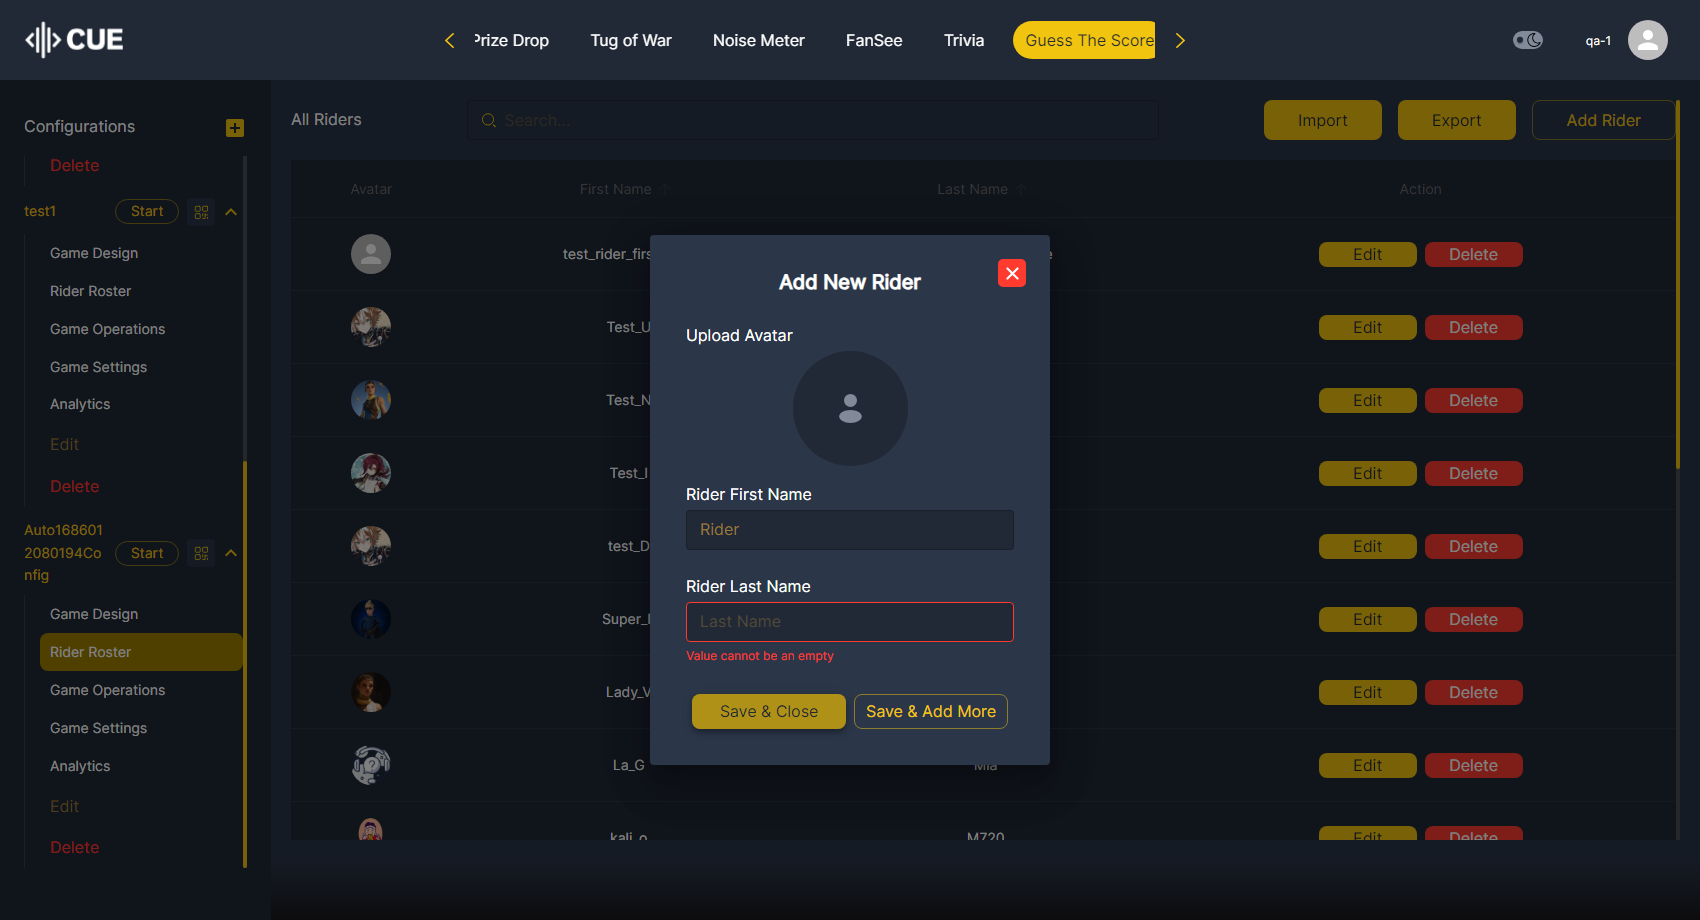 CUE
Prize Drop
Tug of War
Noise Meter
FanSee
Trivia
Guess The Score
qa-1
Configurations
Delete
test1
Start
Game Design
Rider Roster
Game Operations
Game Settings
Analytics
Edit
Delete
Auto168601
2080194Co
nfig
Start
Game Design
Rider Roster
Game Operations
Game Settings
Analytics
Edit
Delete
All Riders
Search...
Import
Export
Add Rider
Avatar
First Name
Last Name
Action
test_rider_firs
e
Edit
Delete
Test_U
Edit
Delete
Test_N
Edit
Delete
Test_I
Edit
Delete
test_D
Edit
Delete
Super_
Edit
Delete
Lady_V
Edit
Delete
La_G
Mia
Edit
Delete
kali_o
M720
Edit
Delete
Add New Rider
Upload Avatar
Rider First Name
Rider
Rider Last Name
Last Name
Value cannot be an empty
Save & Close
Save & Add More